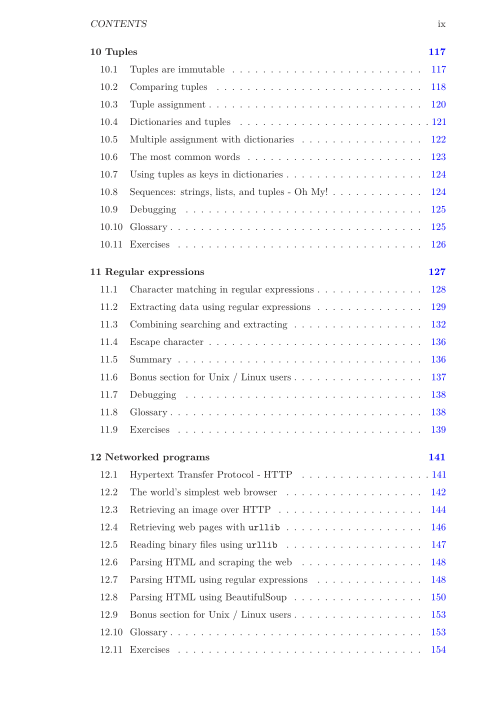 CONTENTS ix
10 Tuples 117
10.1 Tuples are immutable . . . . . . . . . . . . . . . . . . . . . . . . . 117
10.2 Comparing tuples . . . . . . . . . . . . . . . . . . . . . . . . . . . 118
10.3 Tuple assignment . . . . . . . . . . . . . . . . . . . . . . . . . . . . 120
10.4 Dictionaries and tuples . . . . . . . . . . . . . . . . . . . . . . . . . 121
10.5 Multiple assignment with dictionaries . . . . . . . . . . . . . . . . 122
10.6 The most common words . . . . . . . . . . . . . . . . . . . . . . . 123
10.7 Using tuples as keys in dictionaries . . . . . . . . . . . . . . . . . . 124
10.8 Sequences: strings, lists, and tuples - Oh My! . . . . . . . . . . . . 124
10.9 Debugging . . . . . . . . . . . . . . . . . . . . . . . . . . . . . . . 125
10.10 Glossary . . . . . . . . . . . . . . . . . . . . . . . . . . . . . . . . . 125
10.11 Exercises . . . . . . . . . . . . . . . . . . . . . . . . . . . . . . . . 126
11 Regular expressions 127
11.1 Character matching in regular expressions . . . . . . . . . . . . . . 128
11.2 Extracting data using regular expressions . . . . . . . . . . . . . . 129
11.3 Combining searching and extracting . . . . . . . . . . . . . . . . . 132
11.4 Escape character . . . . . . . . . . . . . . . . . . . . . . . . . . . . 136
11.5 Summary . . . . . . . . . . . . . . . . . . . . . . . . . . . . . . . . 136
11.6 Bonus section for Unix / Linux users . . . . . . . . . . . . . . . . . 137
11.7 Debugging . . . . . . . . . . . . . . . . . . . . . . . . . . . . . . . 138
11.8 Glossary . . . . . . . . . . . . . . . . . . . . . . . . . . . . . . . . . 138
11.9 Exercises . . . . . . . . . . . . . . . . . . . . . . . . . . . . . . . . 139
12 Networked programs 141
12.1 Hypertext Transfer Protocol - HTTP . . . . . . . . . . . . . . . . . 141
12.2 The world's simplest web browser . . . . . . . . . . . . . . . . . . 142
12.3 Retrieving an image over HTTP . . . . . . . . . . . . . . . . . . . 144
12.4 Retrieving web pages with urllib . . . . . . . . . . . . . . . . . . 146
12.5 Reading binary files using urllib . . . . . . . . . . . . . . . . . . 147
12.6 Parsing HTML and scraping the web . . . . . . . . . . . . . . . . . 148
12.7 Parsing HTML using regular expressions . . . . . . . . . . . . . . 148
12.8 Parsing HTML using BeautifulSoup . . . . . . . . . . . . . . . . . 150
12.9 Bonus section for Unix / Linux users . . . . . . . . . . . . . . . . . 153
12.10 Glossary . . . . . . . . . . . . . . . . . . . . . . . . . . . . . . . . . 153
12.11 Exercises . . . . . . . . . . . . . . . . . . . . . . . . . . . . . . . . 154